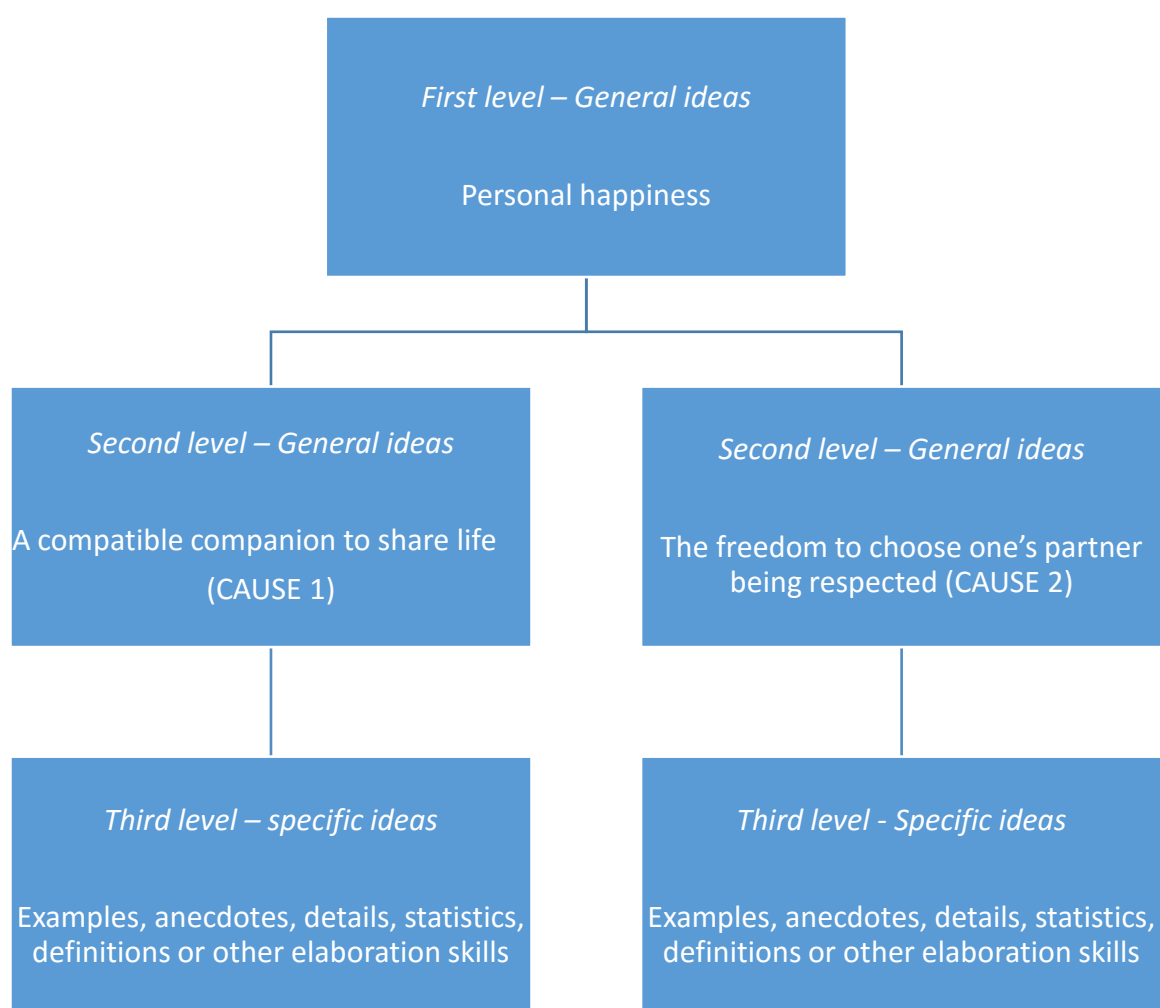 First level – General ideas
Personal happiness
Second level – General ideas
A compatible companion to share life
(CAUSE 1)
Second level – General ideas
The freedom to choose one’s partner
being respected (CAUSE 2)
Third level – specific ideas
Examples, anecdotes, details, statistics,
definitions or other elaboration skills
Third level - Specific ideas
Examples, anecdotes, details, statistics,
definitions or other elaboration skills